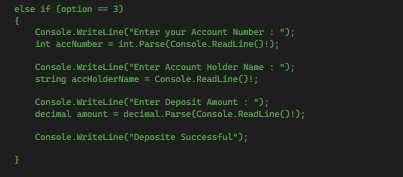 else if (option == 3)
{
    Console.WriteLine("Enter your Account Number : ");
    int accNumber = int.Parse(Console.ReadLine()!);

    Console.WriteLine("Enter Account Holder Name : ");
    string accHolderName = Console.ReadLine()!;

    Console.WriteLine("Enter Deposit Amount : ");
    decimal amount = decimal.Parse(Console.ReadLine()!);

    Console.WriteLine("Deposite Successful");

}